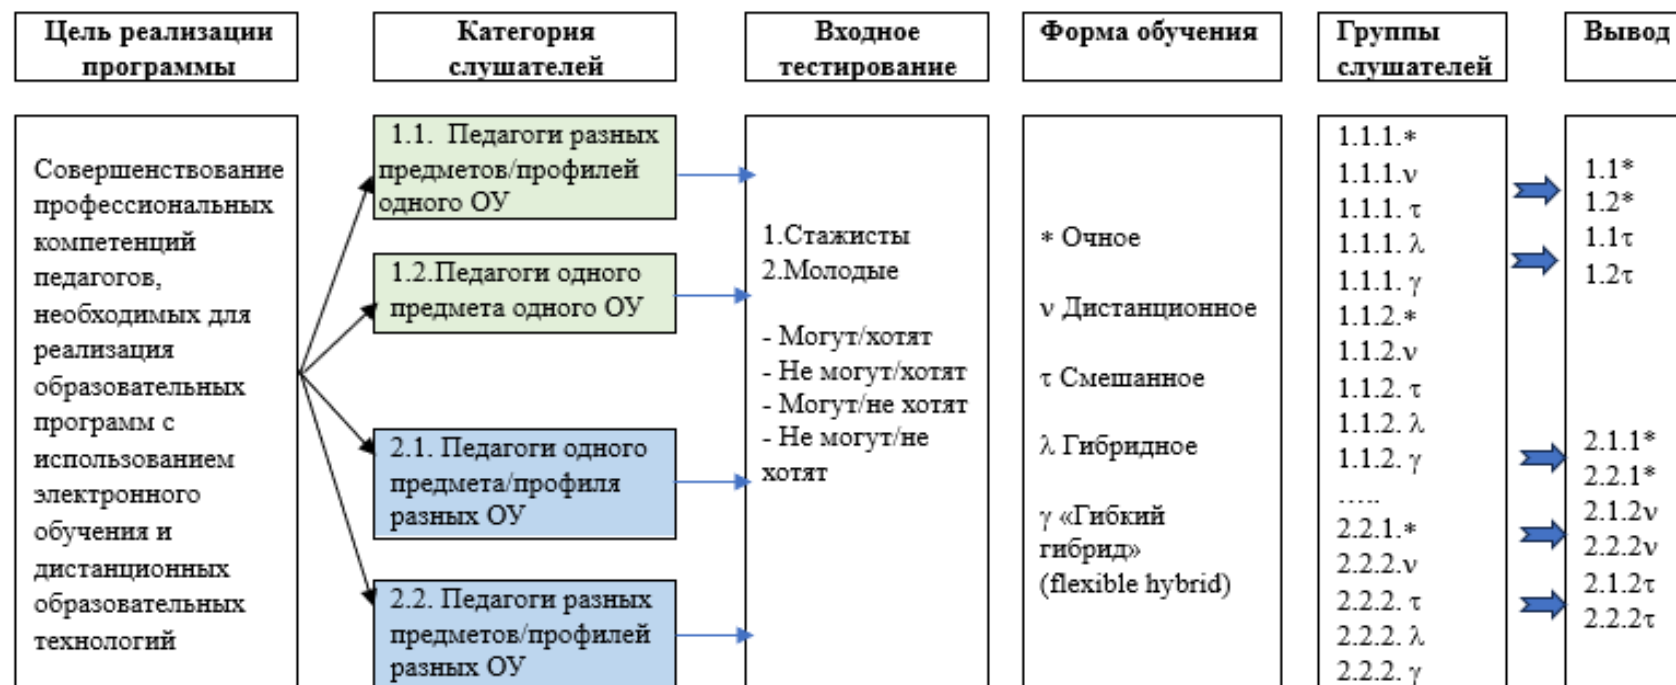 Цель реализации
программы
Категория
слушателей
Входное
тестирование
Форма обучения
Группы
слушателей
Вывод
Совершенствование
профессиональных
компетенций
педагогов,
необходимых для
реализация
образовательных
программ с
использованием
электронного
обучения и
дистанционных
образовательных
технологий
1.1. Педагоги разных
предметов/профилей
одного ОУ
1.2.Педагоги одного
предмета одного ОУ
2.1. Педагоги одного
предмета/профиля
разных ОУ
2.2. Педагоги разных
предметов/профилей
разных ОУ
1.Стажисты
2.Молодые
- Могут/хотят
- Не могут/хотят
- Могут/не хотят
- Не могут/не
хотят
* Очное
ν Дистанционное
τ Смешанное
λ Гибридное
γ «Гибкий
гибрид»
(flexible hybrid)
1.1.1.*
1.1.1.ν
1.1.1. τ
1.1.1. λ
1.1.1. γ
1.1.2.*
1.1.2.ν
1.1.2. τ
1.1.2. λ
1.1.2. γ
.....
2.2.1.*
2.2.2.ν
2.2.2. τ
2.2.2. λ
2.2.2. γ
1.1*
1.2*
1.1τ
1.2τ
2.1.1*
2.2.1*
2.1.2ν
2.2.2ν
2.1.2τ
2.2.2τ